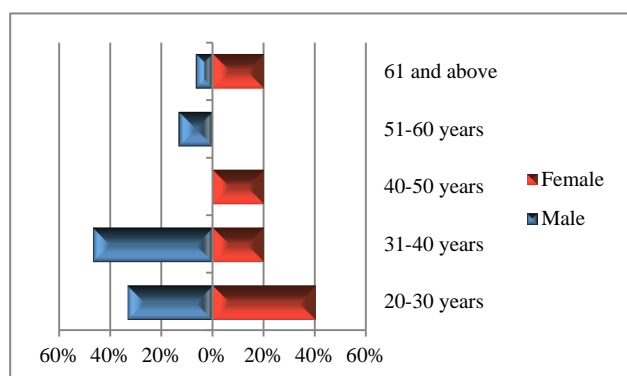 61 and above
51-60 years
40-50 years
Female
Male
31-40 years
20-30 years
60% 40% 20% 0% 20% 40% 60%